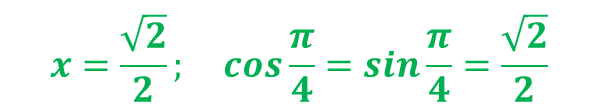 x = √2/2; cos π/4 = sin π/4 = √2/2